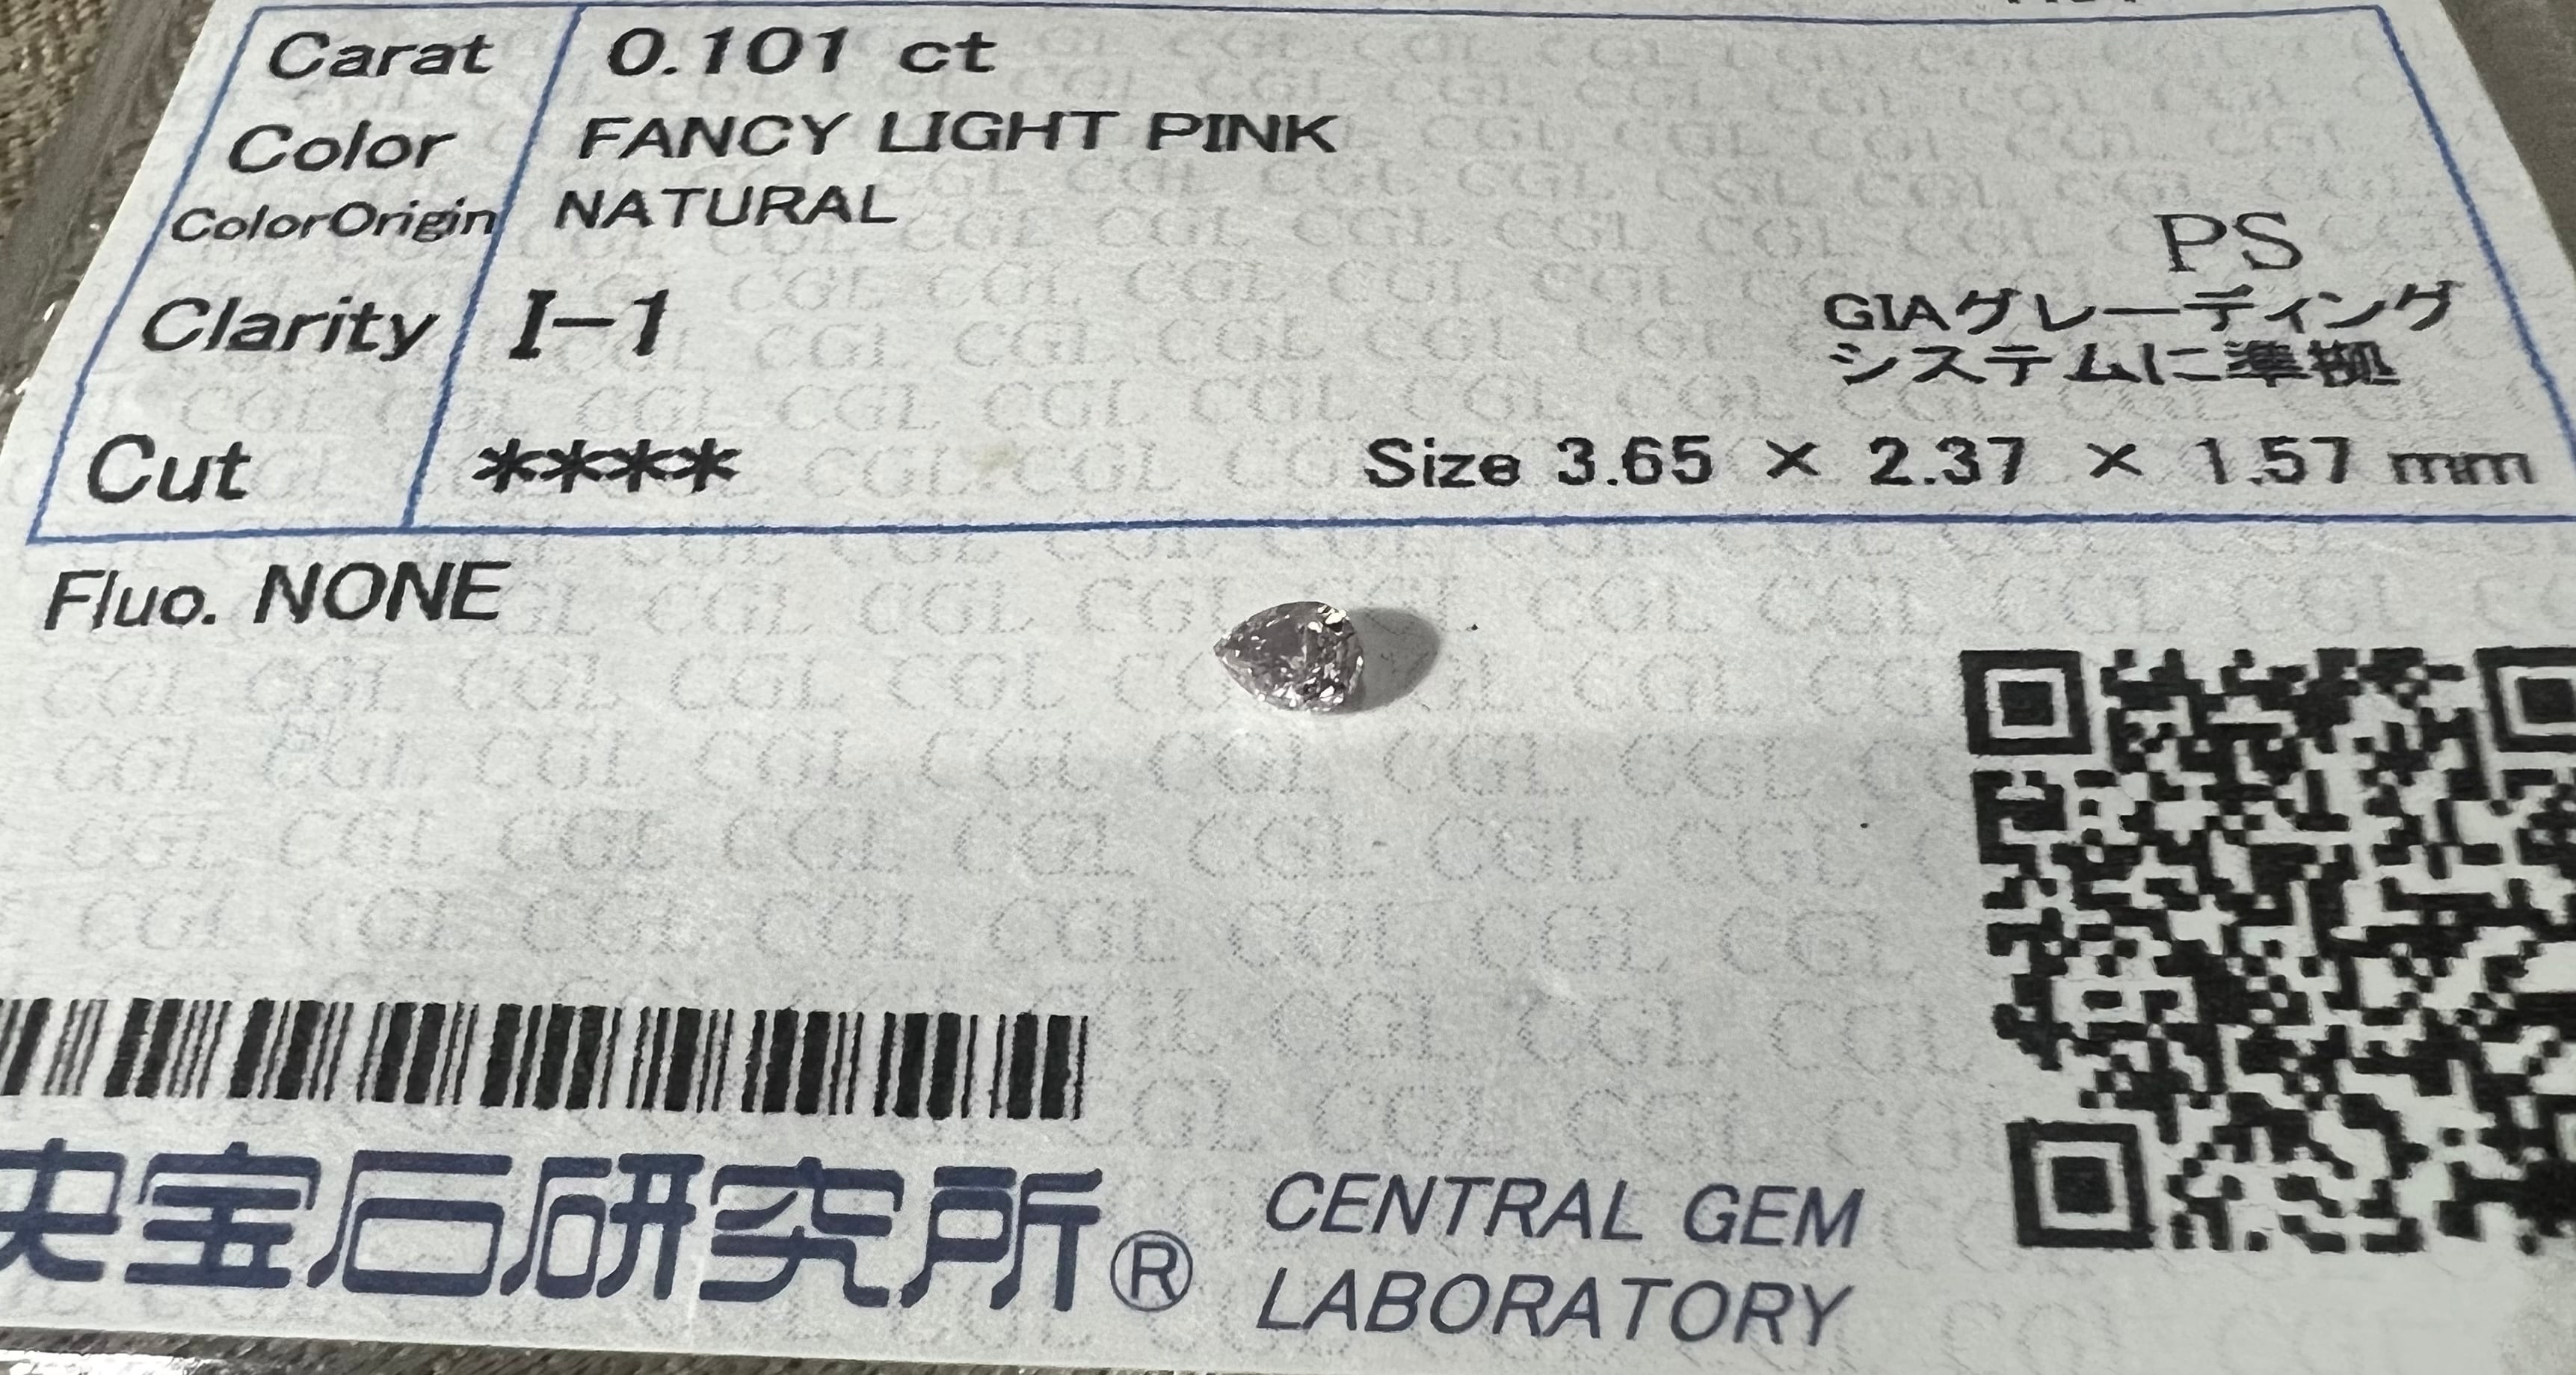 Carat 0.101 ct
Color FANCY LIGHT PINK
ColorOrigin NATURAL
PS
Clarity I-1
GIAグレーディング
システムに準拠
Cut **** Size 3.65 × 2.37 × 1.57 mm
Fluo. NONE
央宝石研究所® CENTRAL GEM
LABORATORY